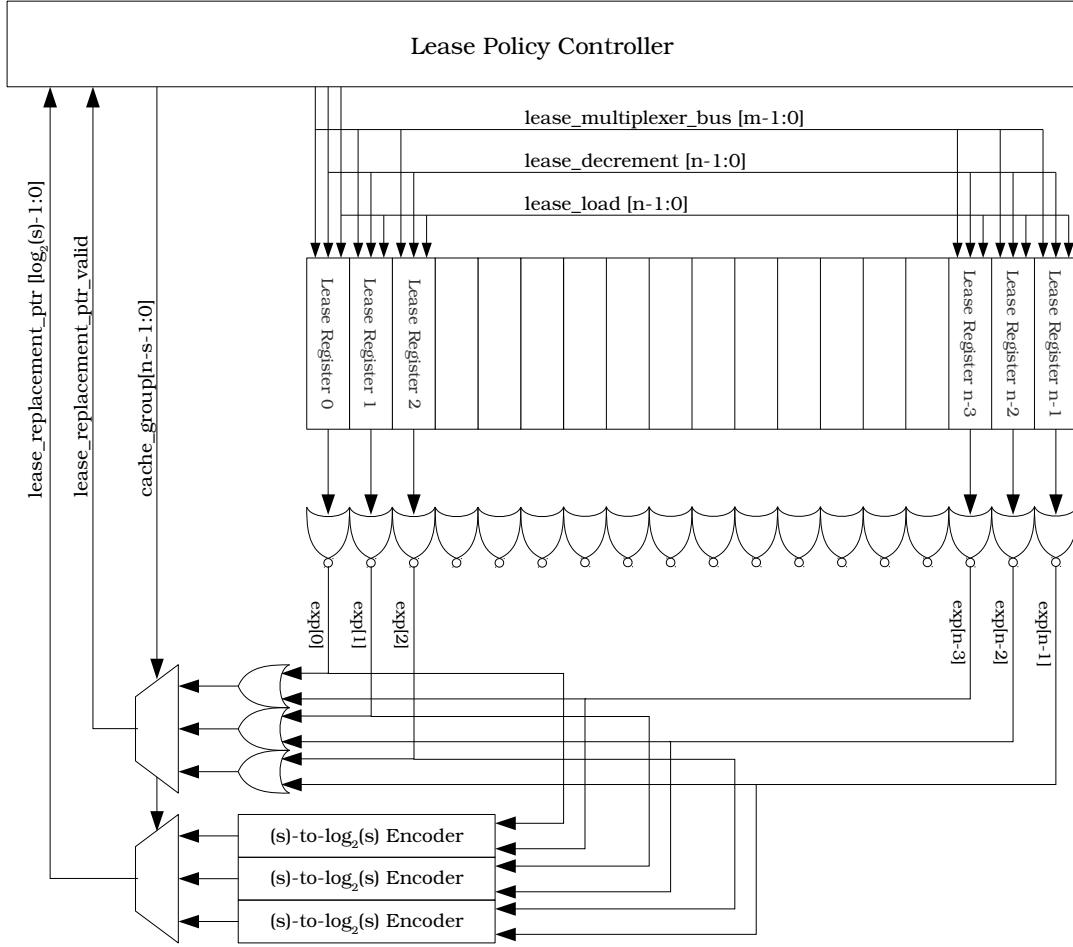 Lease Policy Controller
lease_multiplexer_bus [m-1:0]
lease_decrement [n-1:0]
lease_load [n-1:0]
lease_replacement_ptr [log₂(s)-1:0]
lease_replacement_ptr_valid
cache_group[n-s-1:0]
Lease Register 0
Lease Register 1
Lease Register 2
Lease Register n-3
Lease Register n-2
Lease Register n-1
exp[0]
exp[1]
exp[2]
exp[n-3]
exp[n-2]
exp[n-1]
(s)-to-log₂(s) Encoder
(s)-to-log₂(s) Encoder
(s)-to-log₂(s) Encoder